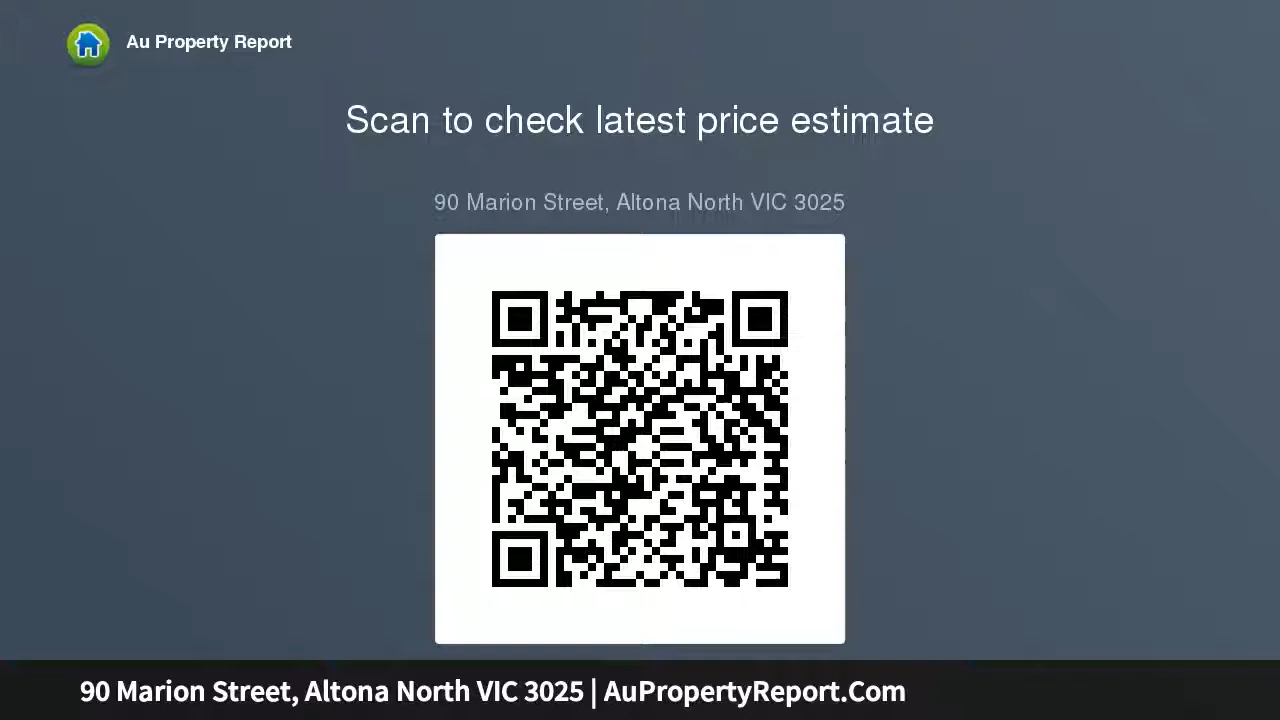 Au Property Report
Scan to check latest price estimate
90 Marion Street, Altona North VIC 3025
90 Marion Street, Altona North VIC 3025 | AuPropertyReport.Com